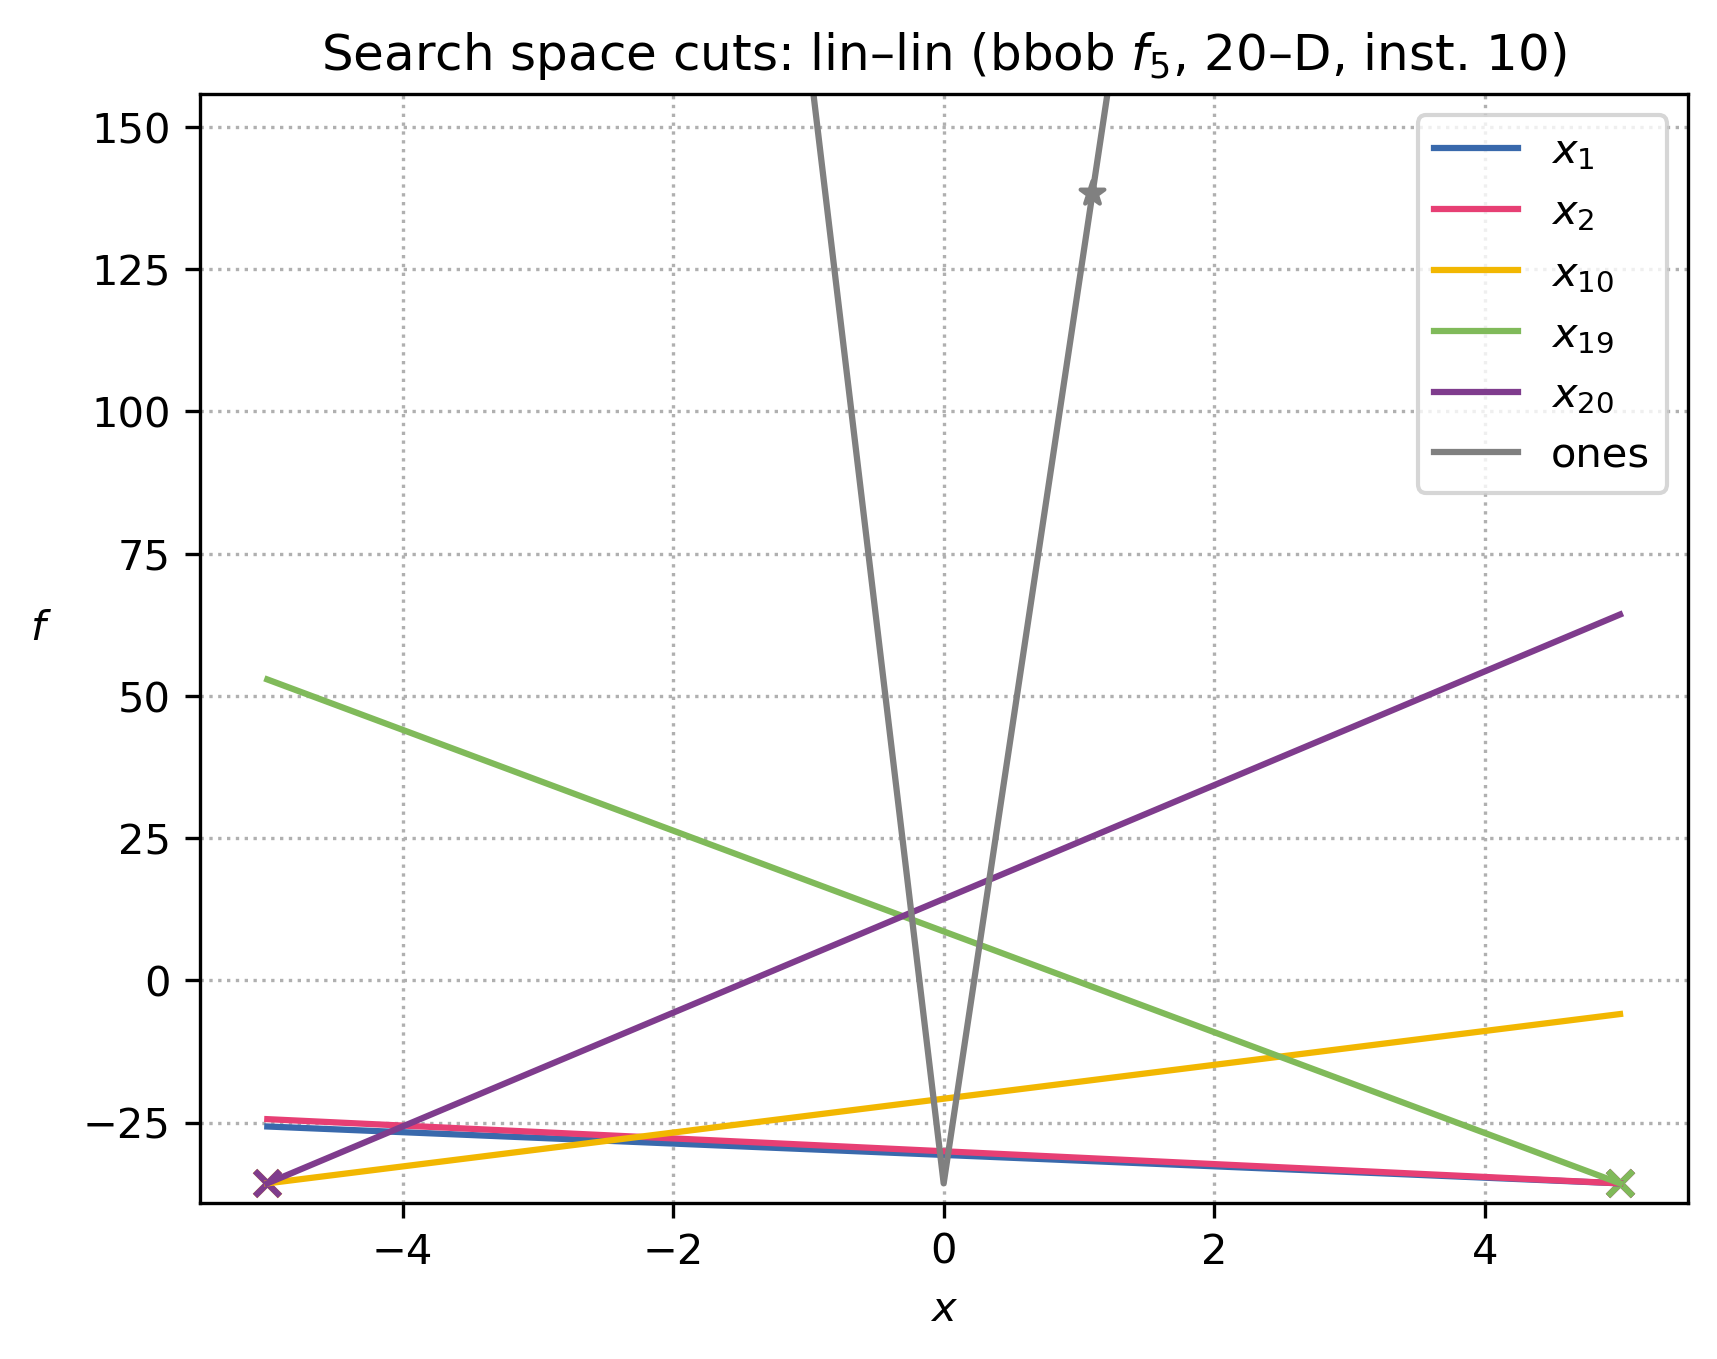 Search space cuts: lin–lin (bbob f₅, 20–D, inst. 10)
150
125
100
75
50
25
0
−25
f
−4
−2
0
2
4
x
x₁
x₂
x₁₀
x₁₉
x₂₀
ones